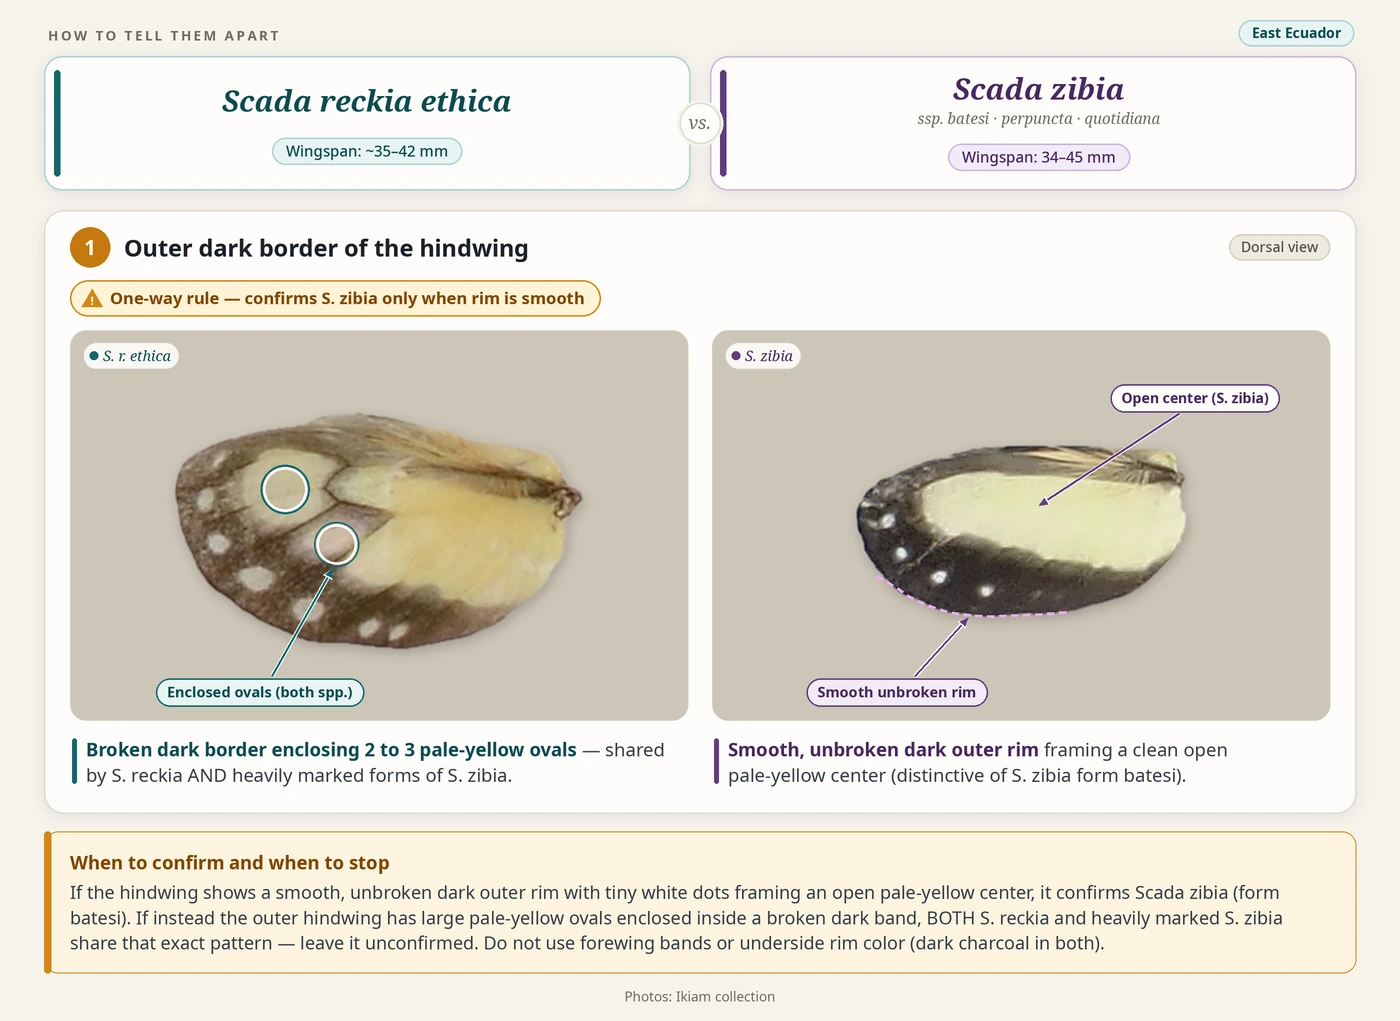 HOW TO TELL THEM APART
East Ecuador
Scada reckia ethica
Wingspan: ~35–42 mm
vs.
Scada zibia
ssp. batesi · perpuncta · quotidiana
Wingspan: 34–45 mm
1
Outer dark border of the hindwing
Dorsal view
One-way rule — confirms S. zibia only when rim is smooth
S. r. ethica
Enclosed ovals (both spp.)
S. zibia
Open center (S. zibia)
Smooth unbroken rim
Broken dark border enclosing 2 to 3 pale-yellow ovals — shared
by S. reckia AND heavily marked forms of S. zibia.
Smooth, unbroken dark outer rim framing a clean open
pale-yellow center (distinctive of S. zibia form batesi).
When to confirm and when to stop
If the hindwing shows a smooth, unbroken dark outer rim with tiny white dots framing an open pale-yellow center, it confirms Scada zibia (form
batesi). If instead the outer hindwing has large pale-yellow ovals enclosed inside a broken dark band, BOTH S. reckia and heavily marked S. zibia
share that exact pattern — leave it unconfirmed. Do not use forewing bands or underside rim color (dark charcoal in both).
Photos: Ikiam collection